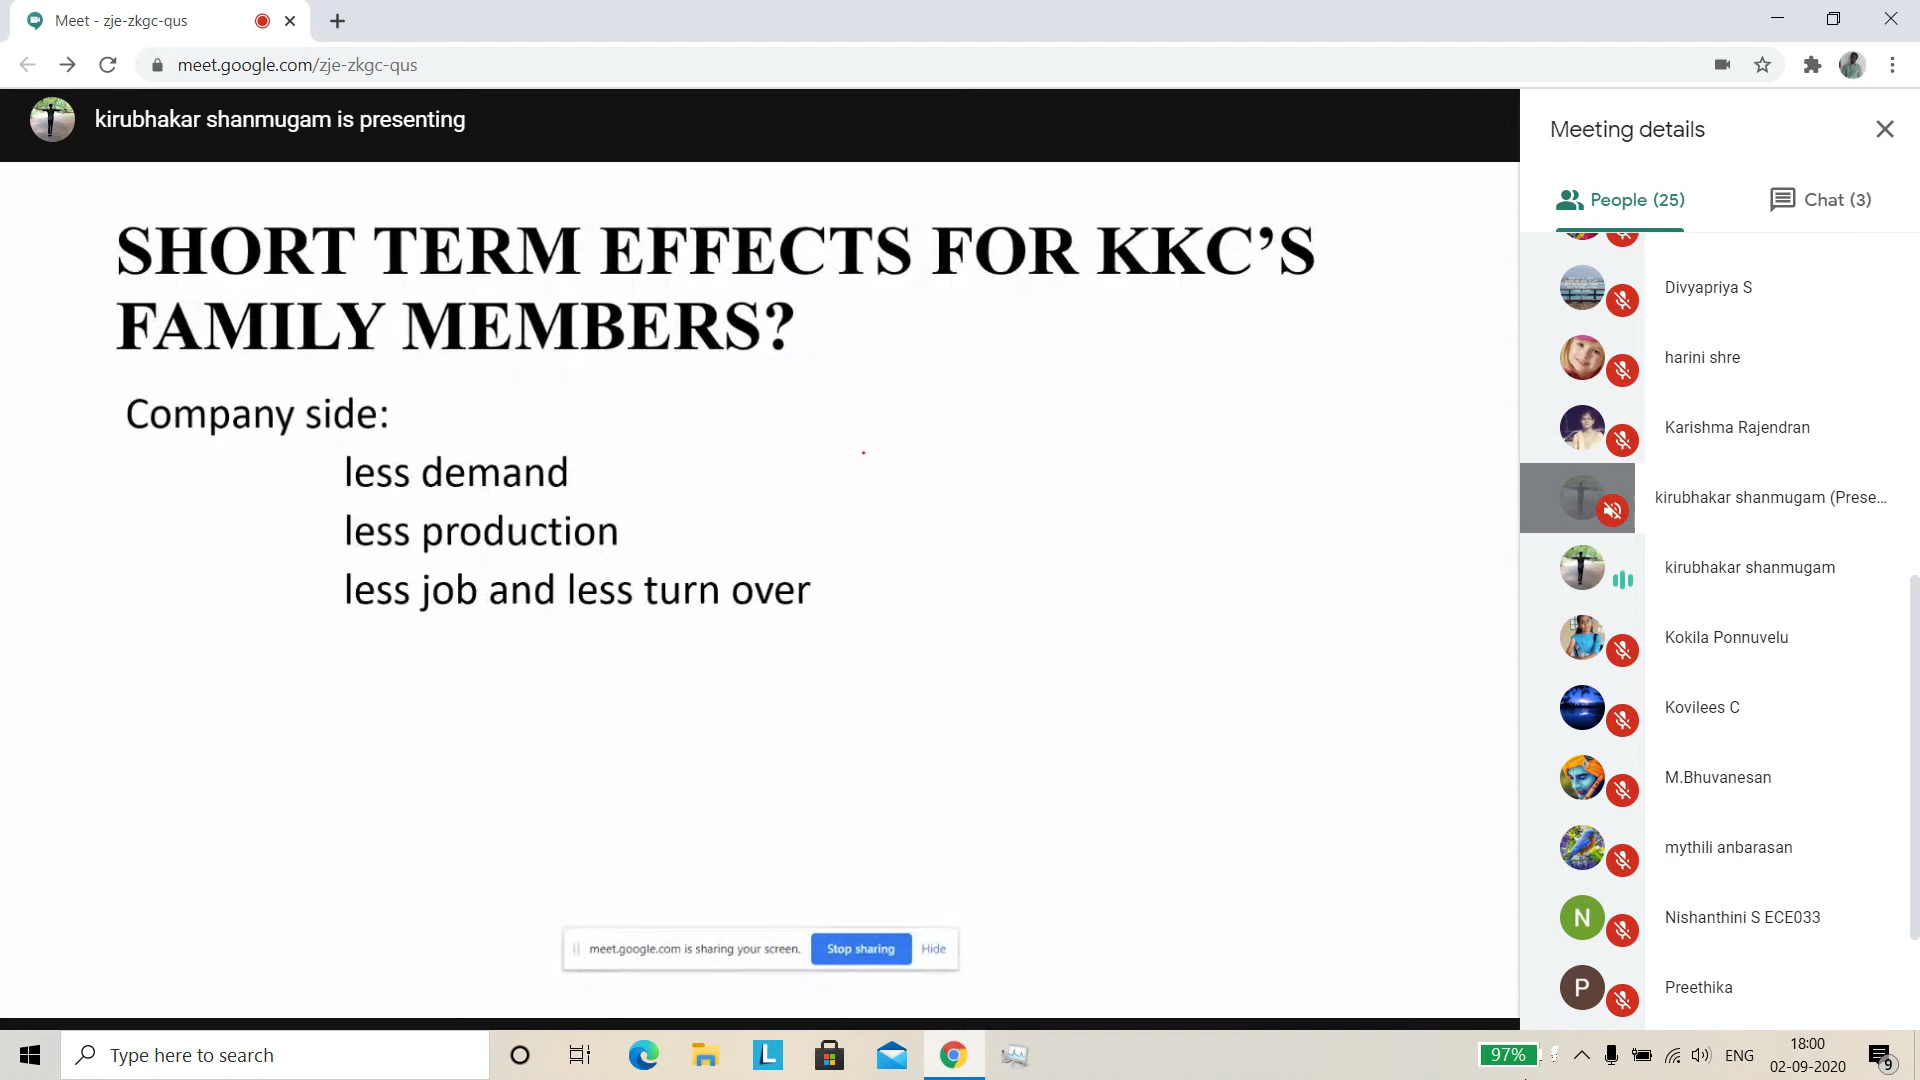 Meet - zje-zkgc-qus
meet.google.com/zje-zkgc-qus
kirubhakar shanmugam is presenting
SHORT TERM EFFECTS FOR KKC’S
FAMILY MEMBERS?
Company side:
less demand
less production
less job and less turn over
meet.google.com is sharing your screen. Stop sharing Hide
Meeting details
People (25) Chat (3)
Divyapriya S
harini shre
Karishma Rajendran
kirubhakar shanmugam (Prese...
kirubhakar shanmugam
Kokila Ponnuvelu
Kovilees C
M.Bhuvanesan
mythili anbarasan
N Nishanthini S ECE033
P Preethika
Type here to search
L
97%
ENG
18:00
02-09-2020
9